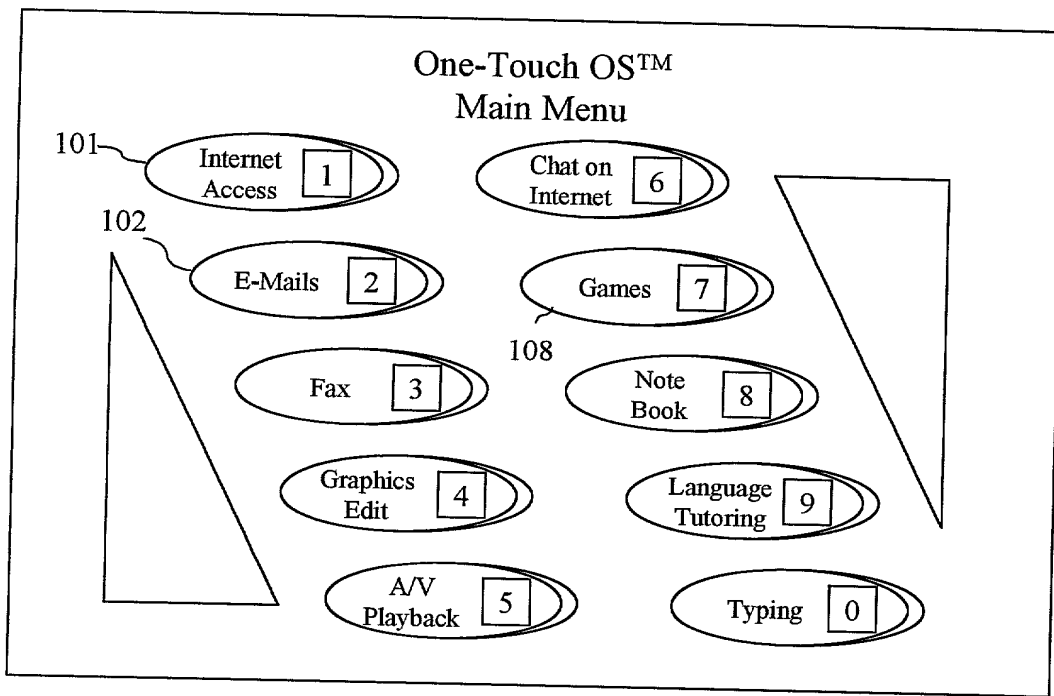 One-Touch OS™
Main Menu
101
Internet
Access
1
102
E-Mails
2
Fax
3
Graphics
Edit
4
A/V
Playback
5
Chat on
Internet
6
Games
7
108
Note
Book
8
Language
Tutoring
9
Typing
0